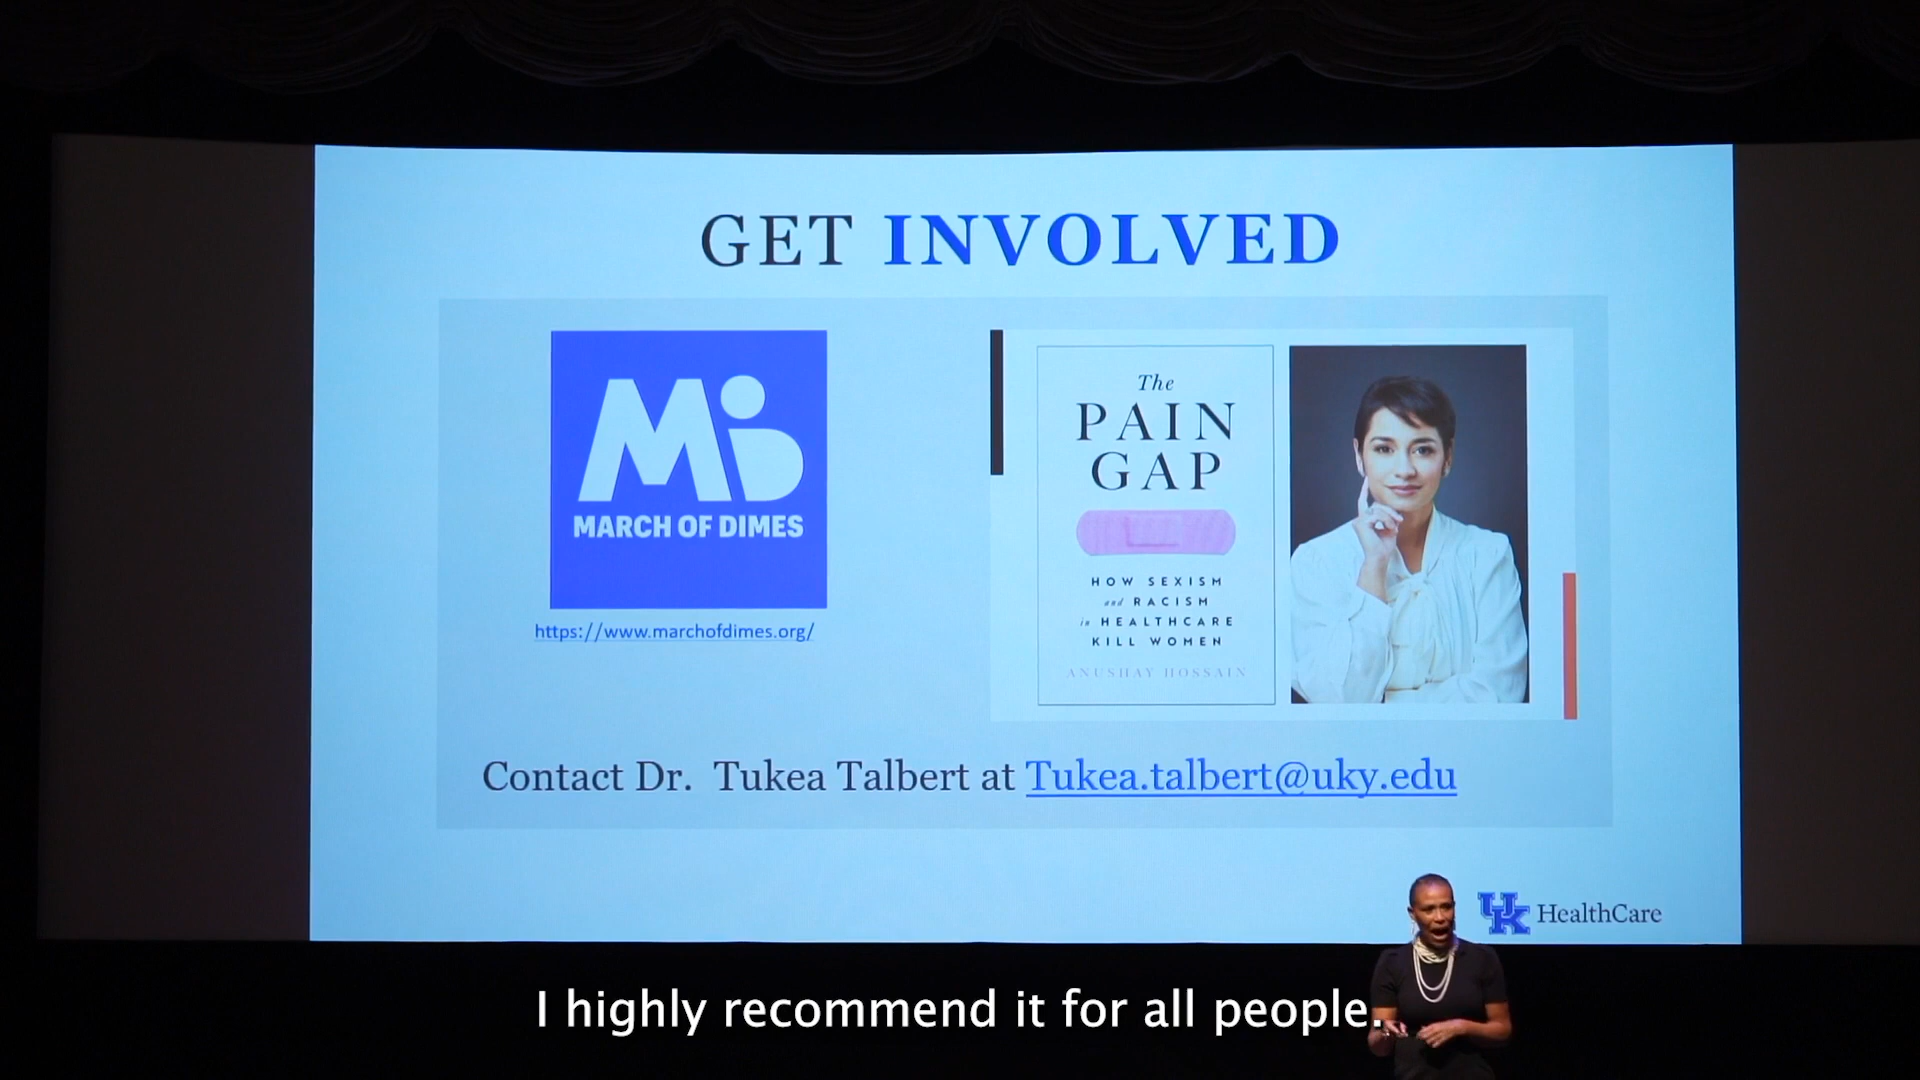 GET INVOLVED
MARCH OF DIMES
https://www.marchofdimes.org/
The
PAIN
GAP
HOW SEXISM
and RACISM
in HEALTHCARE
KILL WOMEN
ANUSHAY HOSSAIN
Contact Dr. Tukea Talbert at Tukea.talbert@uky.edu
UK HealthCare
I highly recommend it for all people.